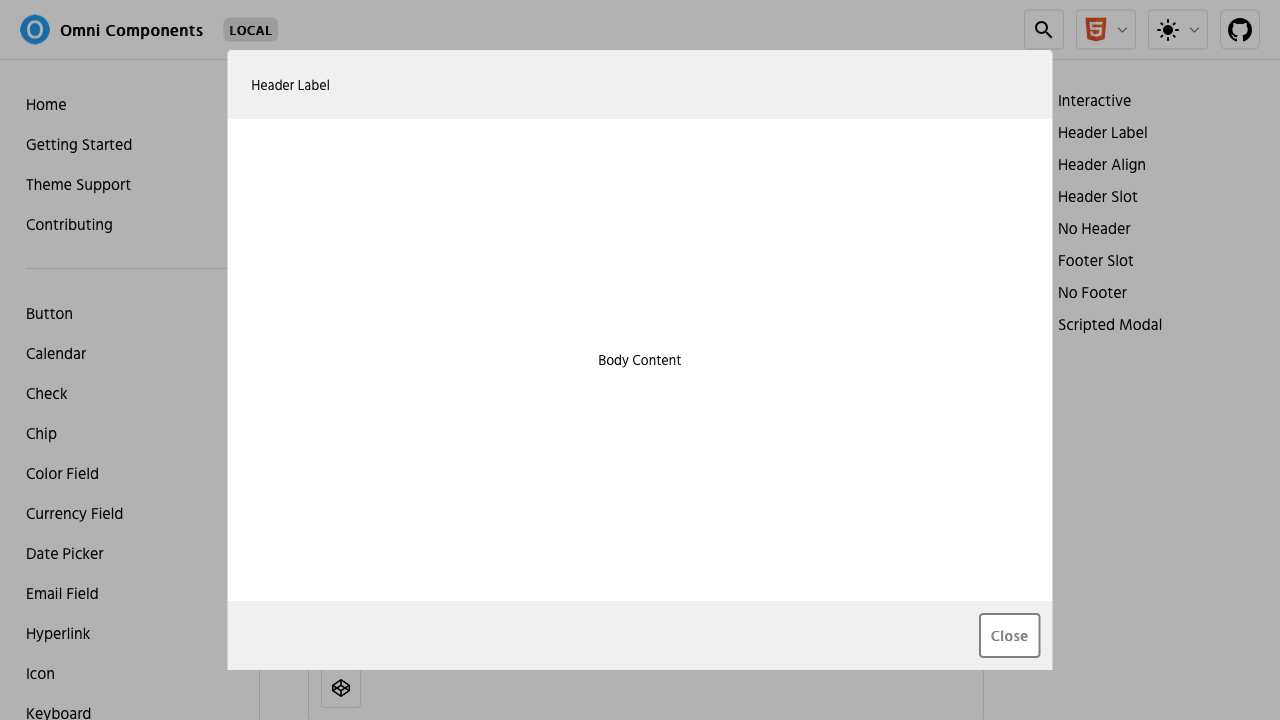 Omni Components
LOCAL
Home
Getting Started
Theme Support
Contributing
Button
Calendar
Check
Chip
Color Field
Currency Field
Date Picker
Email Field
Hyperlink
Icon
Keyboard
Header Label
Body Content
Close
Interactive
Header Label
Header Align
Header Slot
No Header
Footer Slot
No Footer
Scripted Modal